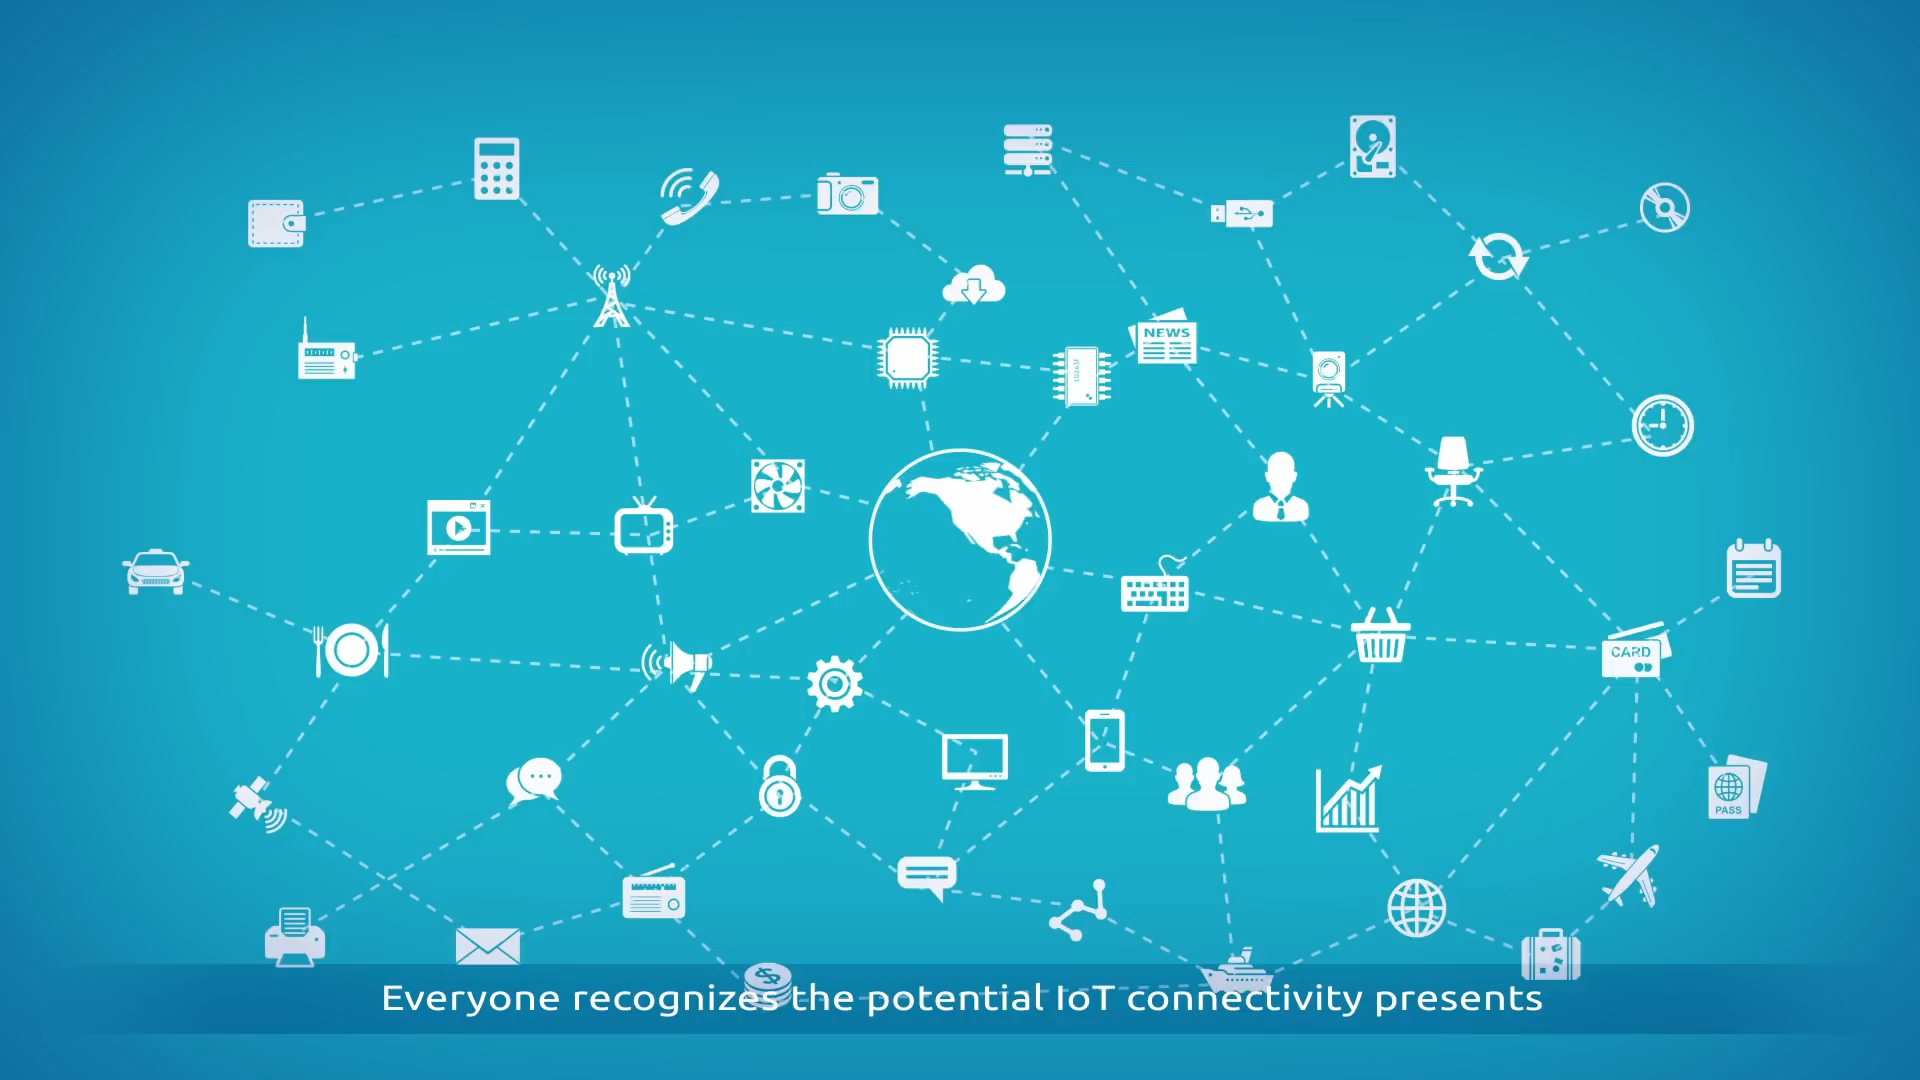 NEWS
CARD
PASS
Everyone recognizes the potential IoT connectivity presents